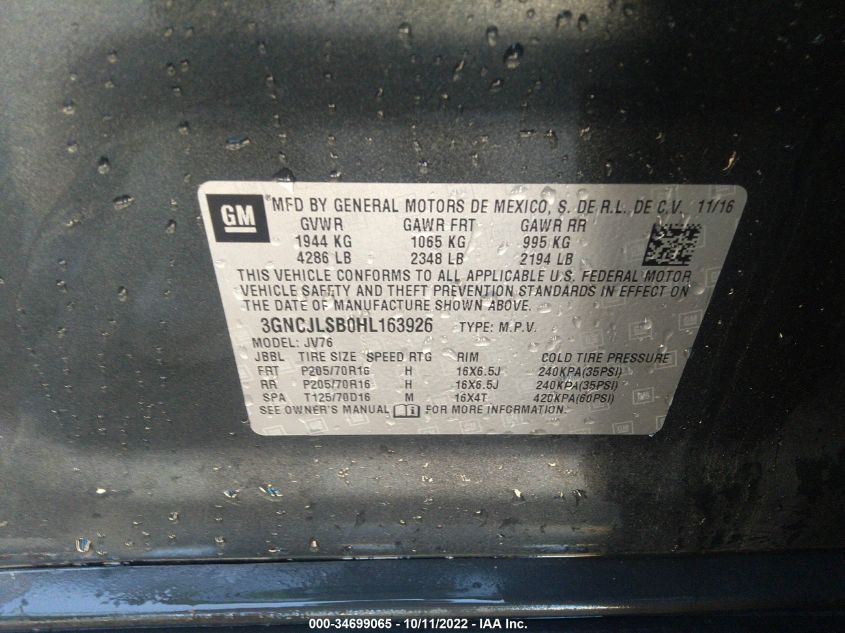 GM
MFD BY GENERAL MOTORS DE MEXICO, S. DE R.L. DE C.V. 11/16
GVWR GAWR FRT GAWR RR
1944 KG 1065 KG 995 KG
4286 LB 2348 LB 2194 LB
THIS VEHICLE CONFORMS TO ALL APPLICABLE U.S. FEDERAL MOTOR
VEHICLE SAFETY AND THEFT PREVENTION STANDARDS IN EFFECT ON
THE DATE OF MANUFACTURE SHOWN ABOVE.
3GNCJLSB0HL163926 TYPE: M.P.V.
MODEL: JV76
JBBL TIRE SIZE SPEED RTG RIM COLD TIRE PRESSURE
FRT P205/70R16 H 16X6.5J 240KPA(35PSI)
RR P205/70R16 H 16X6.5J 240KPA(35PSI)
SPA T125/70D16 M 16X4T 420KPA(60PSI)
SEE OWNER'S MANUAL FOR MORE INFORMATION.
000-34699065 - 10/11/2022 - IAA Inc.